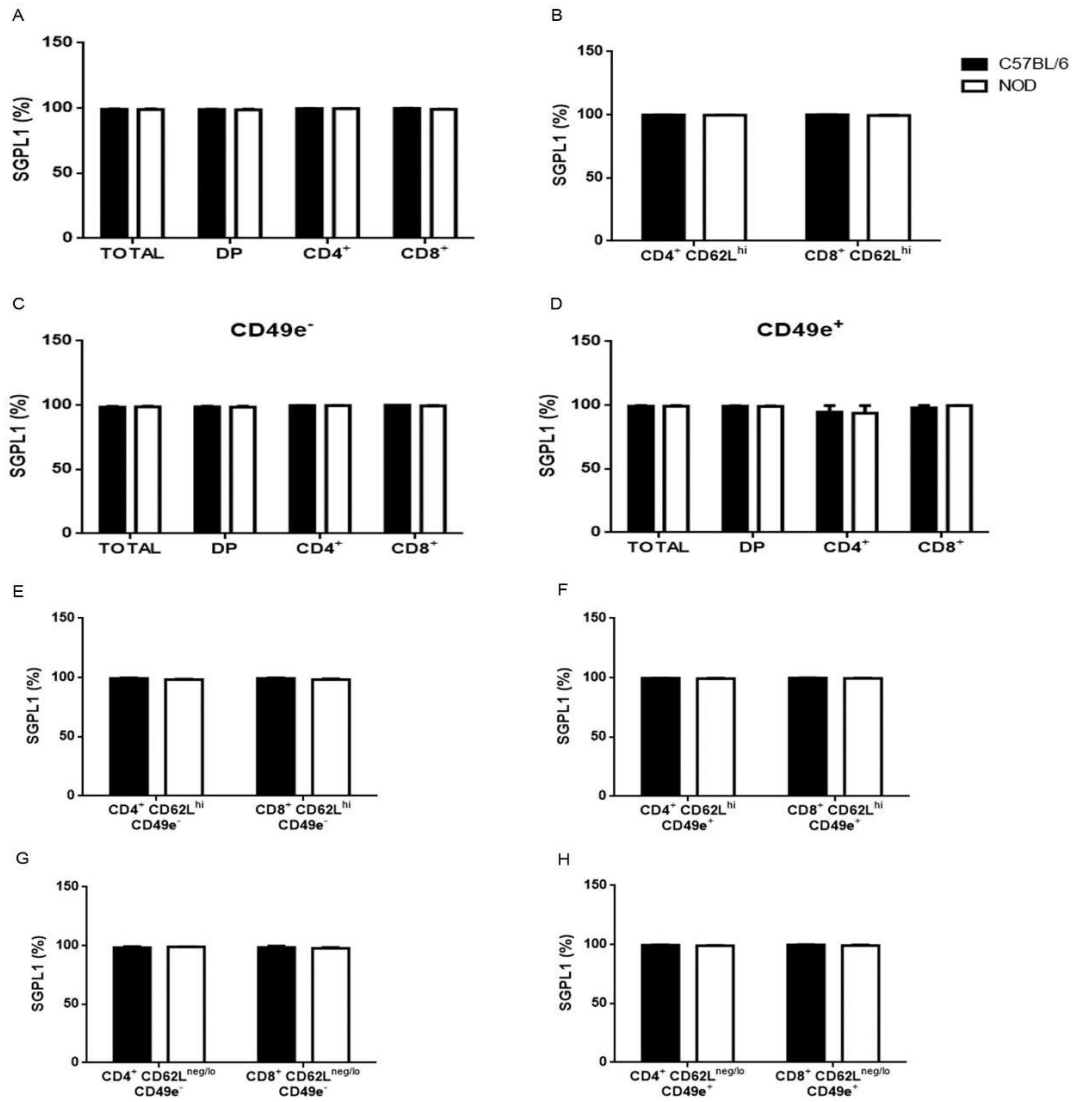 A
SGPL1 (%)
150
100
50
0
TOTAL DP CD4⁺ CD8⁺
B
SGPL1 (%)
150
100
50
0
CD4⁺ CD62Lʰⁱ CD8⁺ CD62Lʰⁱ
C57BL/6
NOD
C
CD49e⁻
SGPL1 (%)
150
100
50
0
TOTAL DP CD4⁺ CD8⁺
D
CD49e⁺
SGPL1 (%)
150
100
50
0
TOTAL DP CD4⁺ CD8⁺
E
SGPL1 (%)
150
100
50
0
CD4⁺ CD62Lʰⁱ CD8⁺ CD62Lʰⁱ
CD49e⁻ CD49e⁻
F
SGPL1 (%)
150
100
50
0
CD4⁺ CD62Lʰⁱ CD8⁺ CD62Lʰⁱ
CD49e⁺ CD49e⁺
G
SGPL1 (%)
150
100
50
0
CD4⁺ CD62Lⁿᵉᵍ/ˡᵒ CD8⁺ CD62Lⁿᵉᵍ/ˡᵒ
CD49e⁻ CD49e⁻
H
SGPL1 (%)
150
100
50
0
CD4⁺ CD62Lⁿᵉᵍ/ˡᵒ CD8⁺ CD62Lⁿᵉᵍ/ˡᵒ
CD49e⁺ CD49e⁺